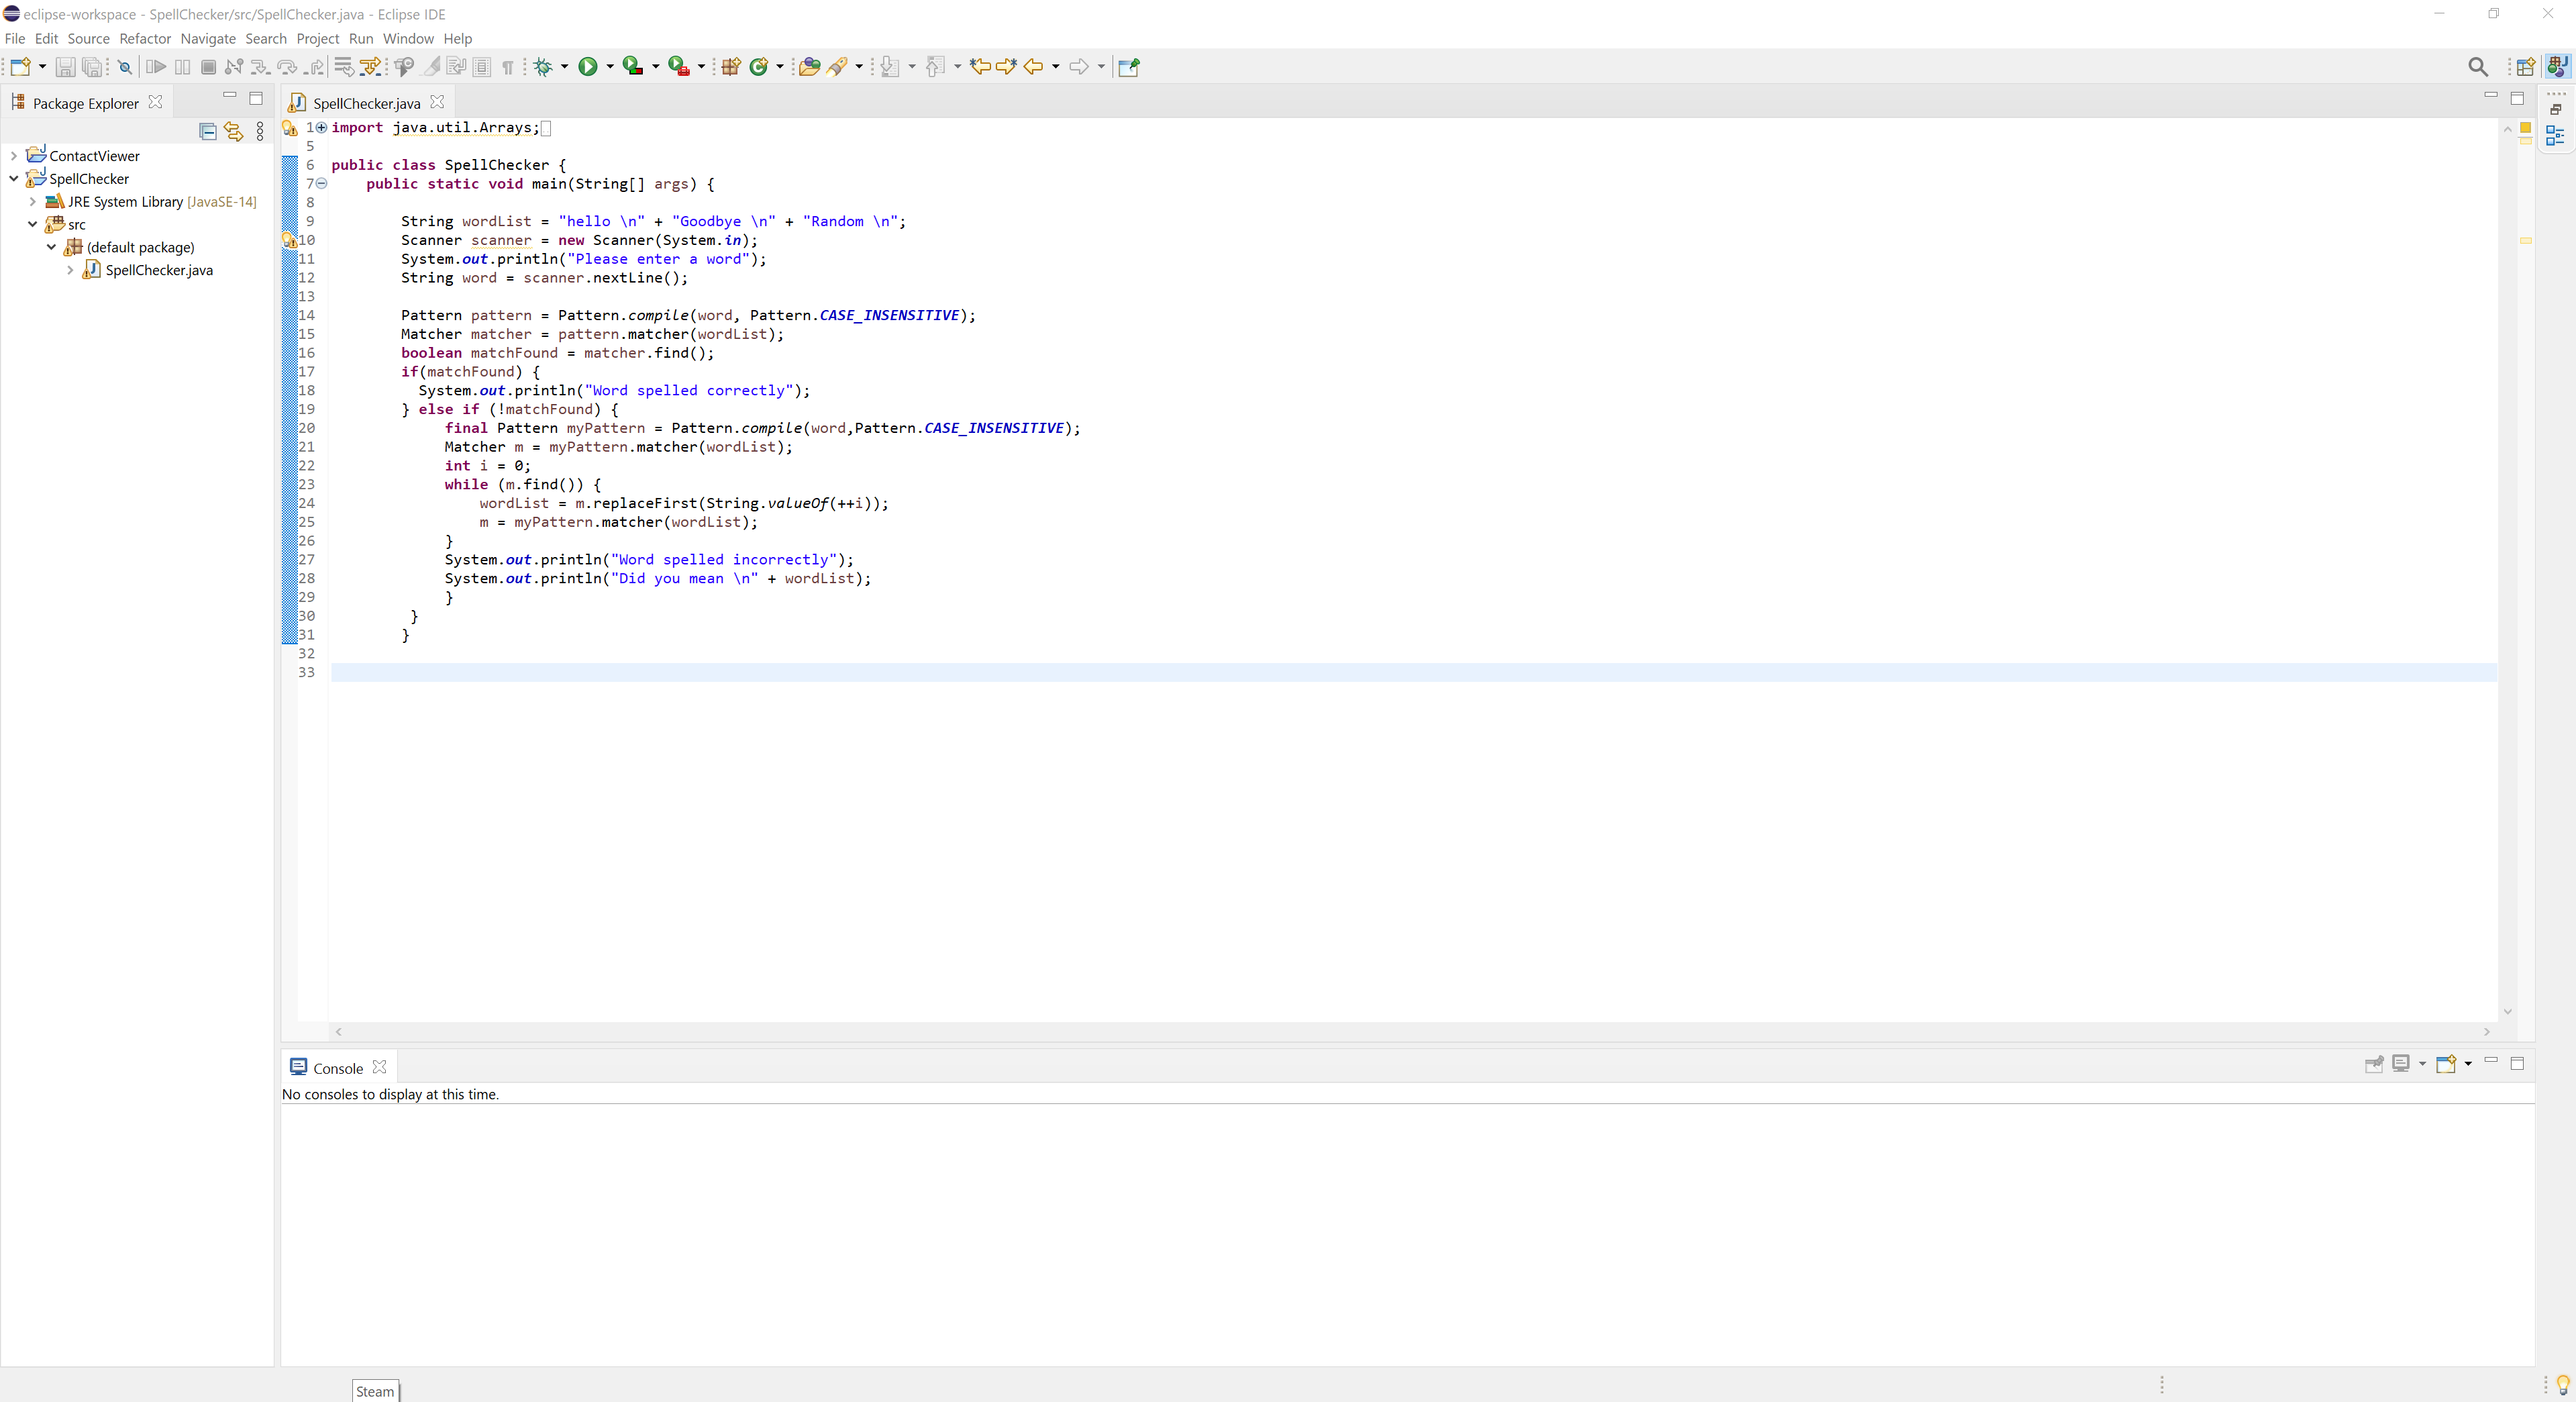 eclipse-workspace - SpellChecker/src/SpellChecker.java - Eclipse IDE
File Edit Source Refactor Navigate Search Project Run Window Help
Package Explorer
ContactViewer
SpellChecker
JRE System Library [JavaSE-14]
src
(default package)
SpellChecker.java
SpellChecker.java
1 import java.util.Arrays;
5
6 public class SpellChecker {
7     public static void main(String[] args) {
8
9         String wordList = "hello \n" + "Goodbye \n" + "Random \n";
10         Scanner scanner = new Scanner(System.in);
11         System.out.println("Please enter a word");
12         String word = scanner.nextLine();
13
14         Pattern pattern = Pattern.compile(word, Pattern.CASE_INSENSITIVE);
15         Matcher matcher = pattern.matcher(wordList);
16         boolean matchFound = matcher.find();
17         if(matchFound) {
18           System.out.println("Word spelled correctly");
19         } else if (!matchFound) {
20              final Pattern myPattern = Pattern.compile(word,Pattern.CASE_INSENSITIVE);
21              Matcher m = myPattern.matcher(wordList);
22              int i = 0;
23              while (m.find()) {
24                  wordList = m.replaceFirst(String.valueOf(++i));
25                  m = myPattern.matcher(wordList);
26              }
27              System.out.println("Word spelled incorrectly");
28              System.out.println("Did you mean \n" + wordList);
29              }
30          }
31         }
32
33
Console
No consoles to display at this time.
Steam